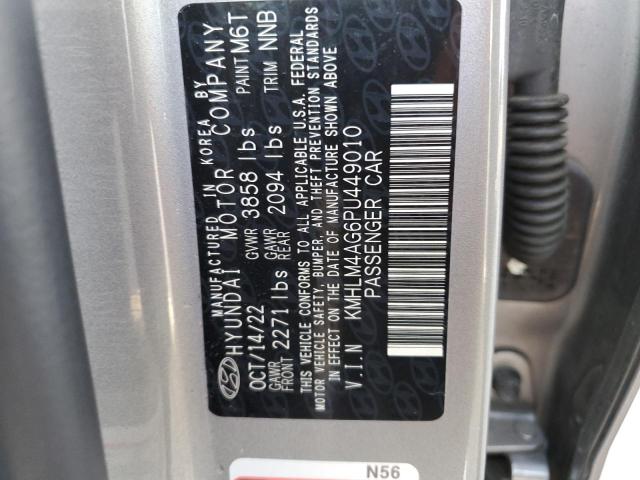 MANUFACTURED IN KOREA BY
HYUNDAI MOTOR COMPANY
OCT/14/22 GVWR 3858 lbs PAINT M6T
GAWR FRONT 2271 lbs GAWR REAR 2094 lbs TRIM NNB
THIS VEHICLE CONFORMS TO ALL APPLICABLE U.S.A. FEDERAL
MOTOR VEHICLE SAFETY, BUMPER, AND THEFT PREVENTION STANDARDS
IN EFFECT ON THE DATE OF MANUFACTURE SHOWN ABOVE
V.I.N KMHLM4AG6PU449010
PASSENGER CAR
N56